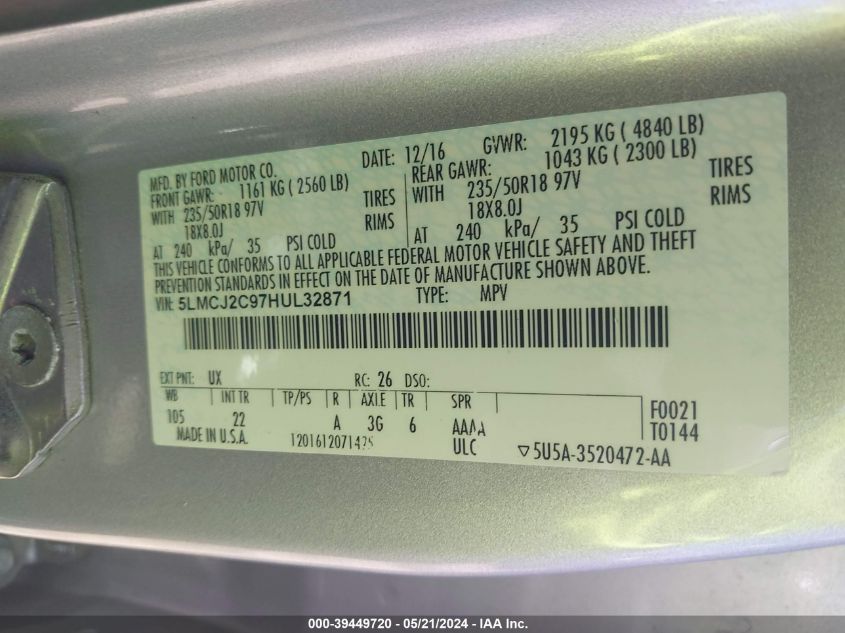 MFD. BY FORD MOTOR CO. DATE: 12/16 GVWR: 2195 KG ( 4840 LB)
FRONT GAWR: 1161 KG ( 2560 LB) REAR GAWR: 1043 KG ( 2300 LB)
WITH 235/50R18 97V TIRES WITH 235/50R18 97V TIRES
18X8.0J RIMS 18X8.0J RIMS
AT 240 kPa/ 35 PSI COLD AT 240 kPa/ 35 PSI COLD
THIS VEHICLE CONFORMS TO ALL APPLICABLE FEDERAL MOTOR VEHICLE SAFETY AND THEFT
PREVENTION STANDARDS IN EFFECT ON THE DATE OF MANUFACTURE SHOWN ABOVE.
VIN: 5LMCJ2C97HUL32871 TYPE: MPV
EXT PNT: UX RC: 26 DSO:
WB INT TR TP/PS R AXLE TR SPR
105 22 A 3G 6 AAAA F0021
MADE IN U.S.A. 1201612071425 ULC T0144
▽5U5A-3520472-AA
000-39449720 - 05/21/2024 - IAA Inc.